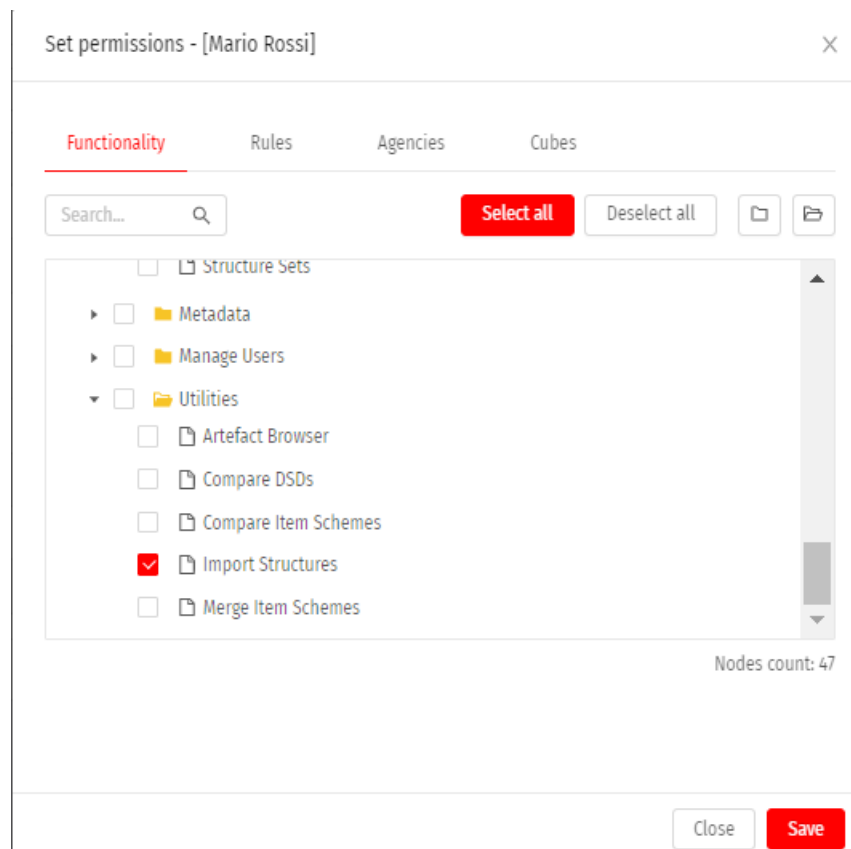 Set permissions - [Mario Rossi]
Functionality Rules Agencies Cubes
Search... Select all Deselect all
Structure Sets
Metadata
Manage Users
Utilities
Artefact Browser
Compare DSDs
Compare Item Schemes
Import Structures
Merge Item Schemes
Nodes count: 47
Close Save